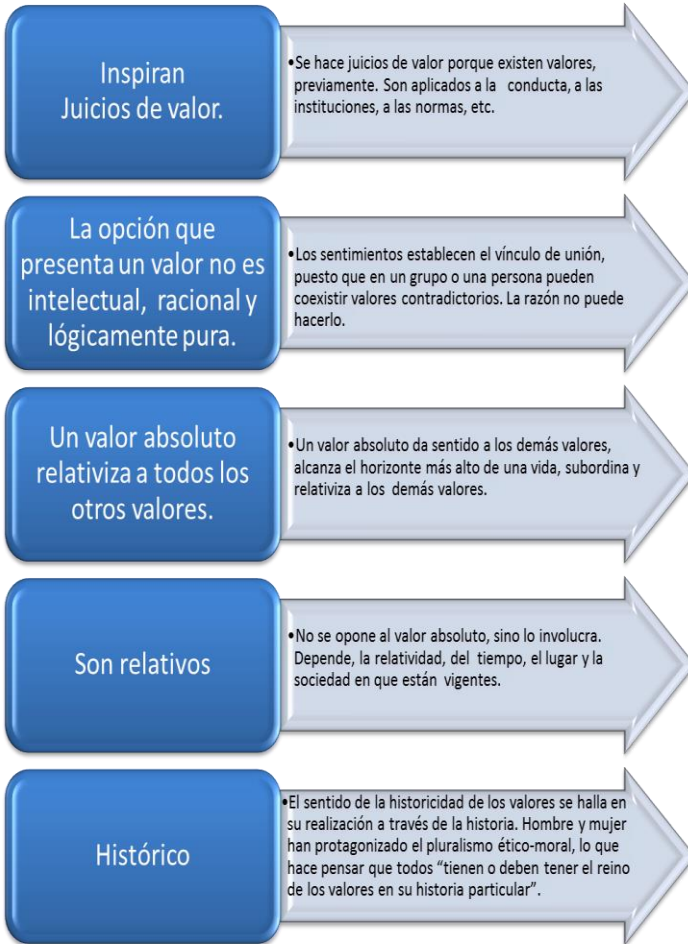 Inspiran
Juicios de valor.
•Se hace juicios de valor porque existen valores,
previamente. Son aplicados a la conducta, a las
instituciones, a las normas, etc.
La opción que
presenta un valor no es
intelectual, racional y
lógicamente pura.
•Los sentimientos establecen el vínculo de unión,
puesto que en un grupo o una persona pueden
coexistir valores contradictorios. La razón no puede
hacerlo.
Un valor absoluto
relativiza a todos los
otros valores.
•Un valor absoluto da sentido a los demás valores,
alcanza el horizonte más alto de una vida, subordina y
relativiza a los demás valores.
Son relativos
•No se opone al valor absoluto, sino lo involucra.
Depende, la relatividad, del tiempo, el lugar y la
sociedad en que están vigentes.
Histórico
•El sentido de la historicidad de los valores se halla en
su realización a través de la historia. Hombre y mujer
han protagonizado el pluralismo ético-moral, lo que
hace pensar que todos “tienen o deben tener el reino
de los valores en su historia particular”.